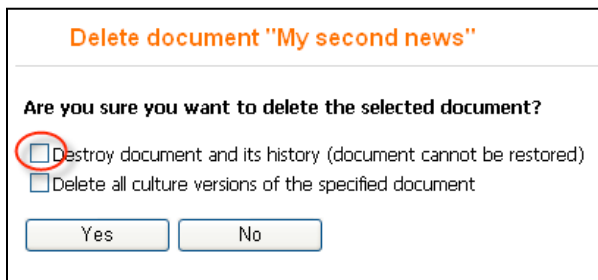 Delete document "My second news"
Are you sure you want to delete the selected document?
Destroy document and its history (document cannot be restored)
Delete all culture versions of the specified document
Yes No